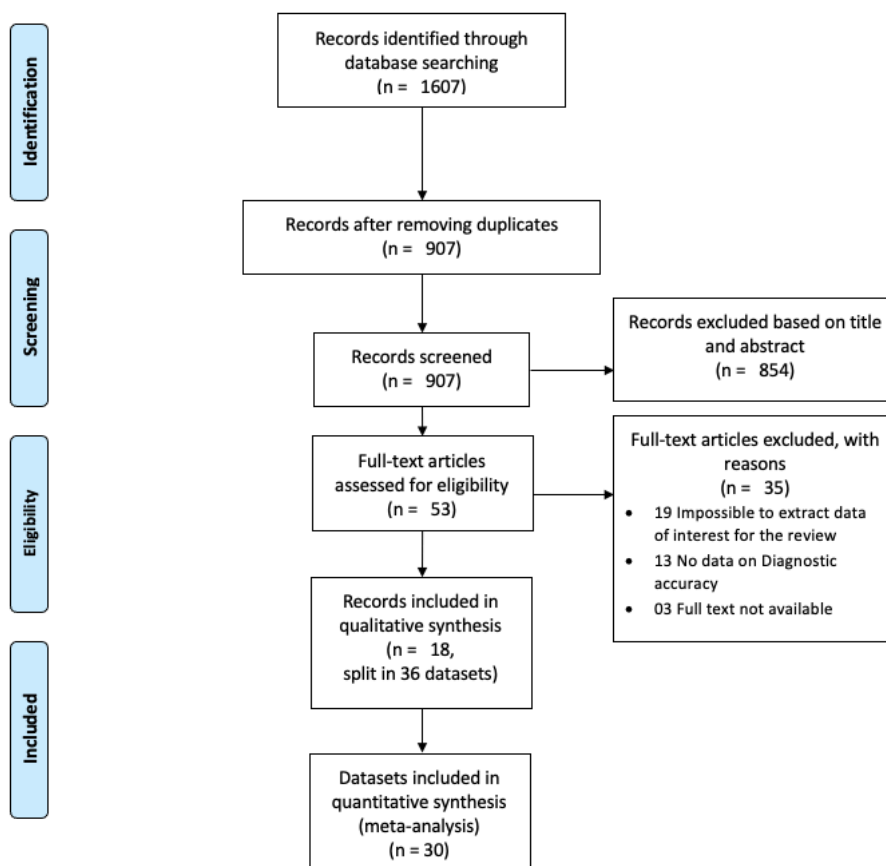 Identification
Records identified through
database searching
(n = 1607)
Records after removing duplicates
(n = 907)
Screening
Records screened
(n = 907)
Records excluded based on title
and abstract
(n = 854)
Eligibility
Full-text articles
assessed for eligibility
(n = 53)
Full-text articles excluded, with
reasons
(n = 35)
• 19 Impossible to extract data
of interest for the review
• 13 No data on Diagnostic
accuracy
• 03 Full text not available
Records included in
qualitative synthesis
(n = 18,
split in 36 datasets)
Included
Datasets included in
quantitative synthesis
(meta-analysis)
(n = 30)